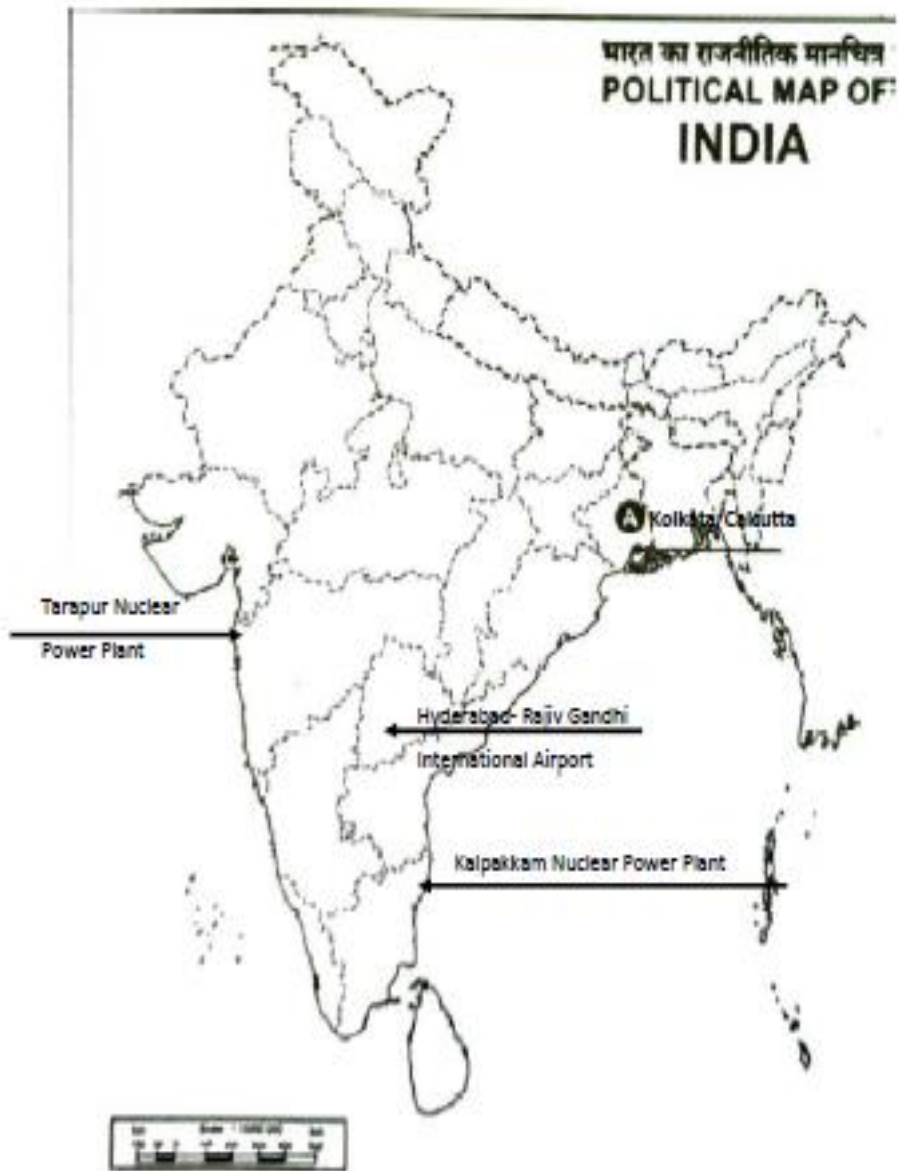 भारत का राजनीतिक मानचित्र
POLITICAL MAP OF
INDIA
A Kolkata/Calcutta
Tarapur Nuclear
Power Plant
Hyderabad- Rajiv Gandhi
International Airport
Kalpakkam Nuclear Power Plant
Scale